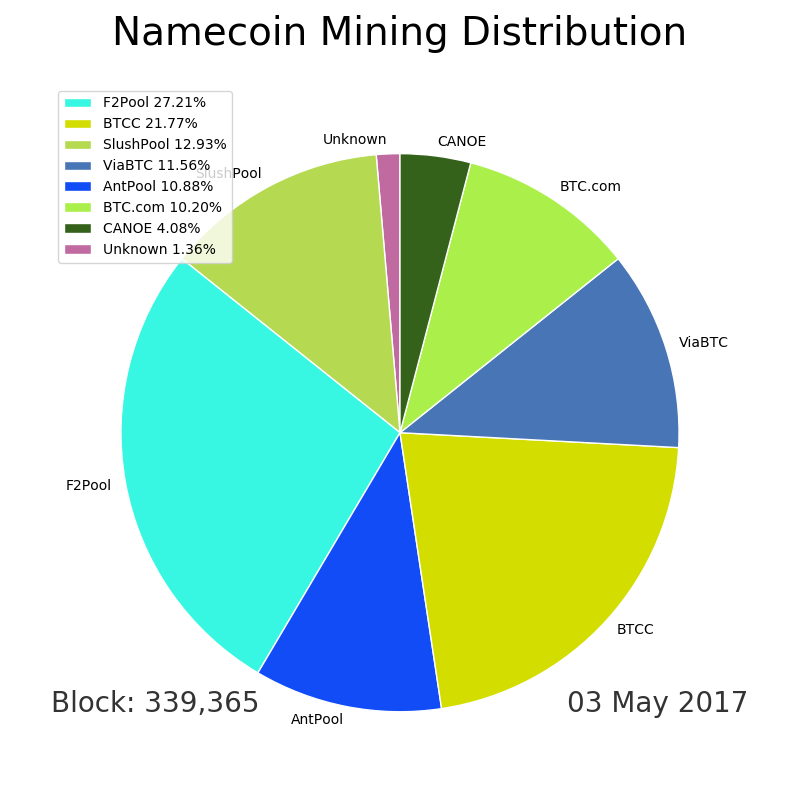 Namecoin Mining Distribution
F2Pool 27.21%
BTCC 21.77%
SlushPool 12.93%
ViaBTC 11.56%
AntPool 10.88%
BTC.com 10.20%
CANOE 4.08%
Unknown 1.36%
Unknown
CANOE
SlushPool
BTC.com
ViaBTC
F2Pool
BTCC
AntPool
Block: 339,365
03 May 2017